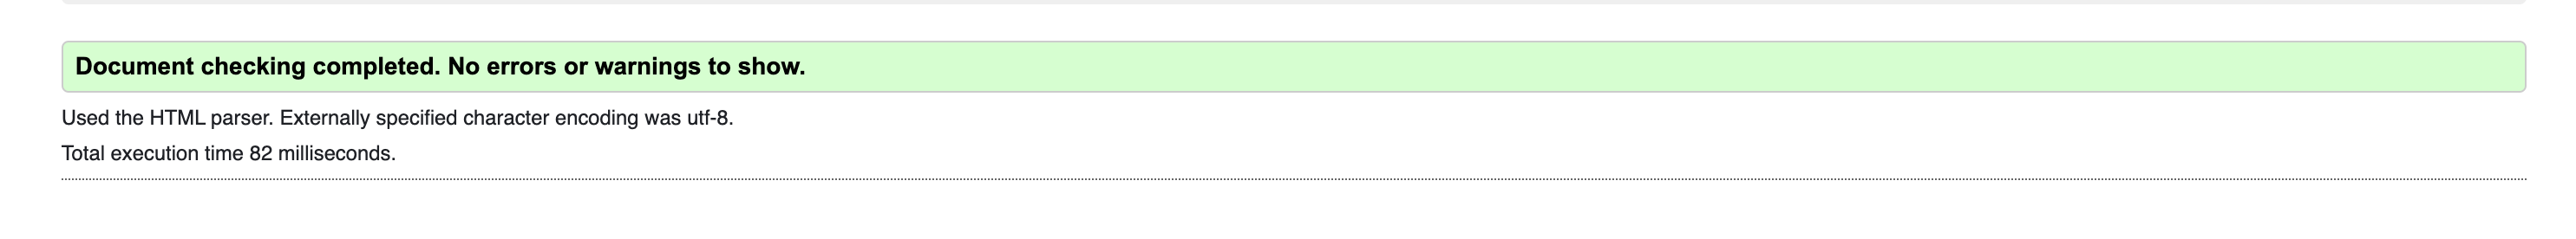 Document checking completed. No errors or warnings to show.
Used the HTML parser. Externally specified character encoding was utf-8.
Total execution time 82 milliseconds.